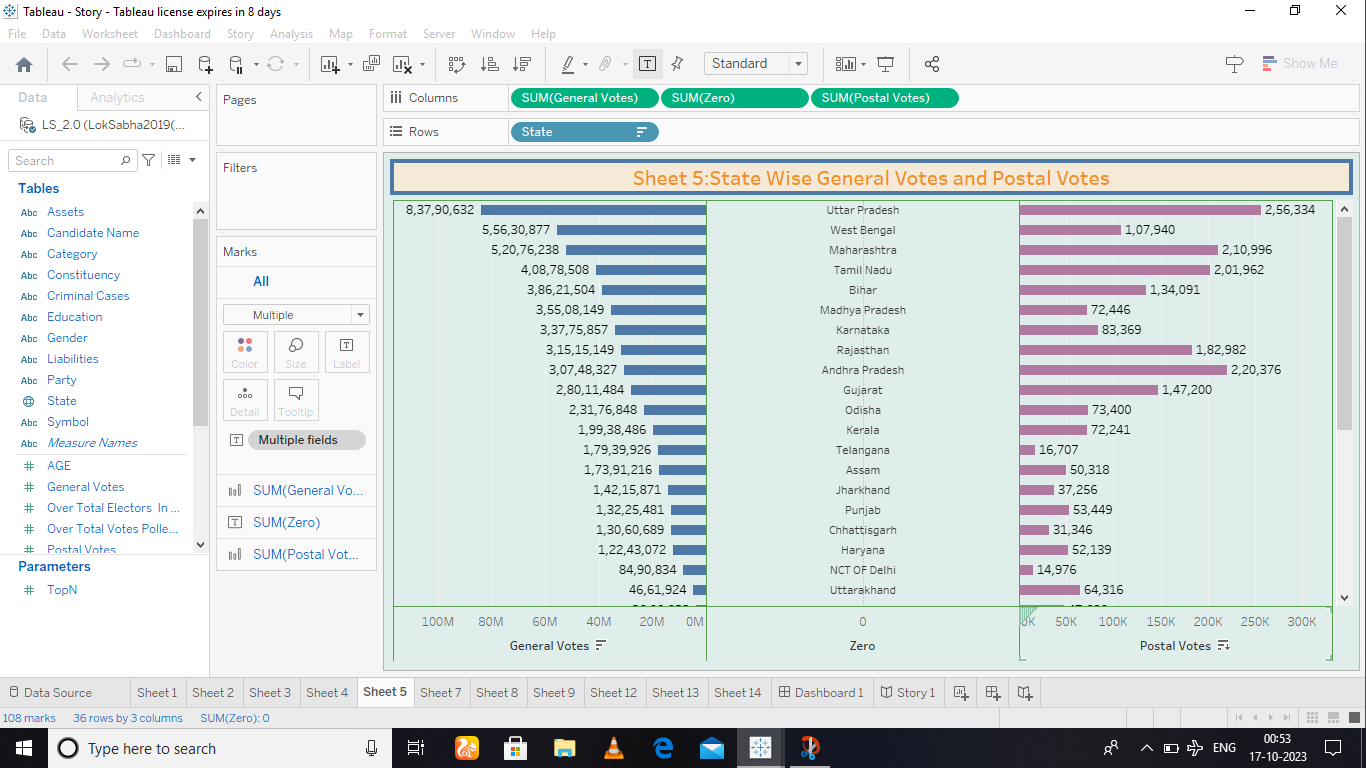 Tableau - Story - Tableau license expires in 8 days
File Data Worksheet Dashboard Story Analysis Map Format Server Window Help
Standard
Show Me
Data Analytics
LS_2.0 (LokSabha2019(...
Search
Tables
Abc Assets
Abc Candidate Name
Abc Category
Abc Constituency
Abc Criminal Cases
Abc Education
Abc Gender
Abc Liabilities
Abc Party
State
Abc Symbol
Abc Measure Names
AGE
General Votes
Over Total Electors In ...
Over Total Votes Polle...
Postal Votes
Parameters
TopN
Pages
Filters
Marks
All
Multiple
Color Size Label
Detail Tooltip
Multiple fields
SUM(General Vo...
SUM(Zero)
SUM(Postal Vot...
Columns SUM(General Votes) SUM(Zero) SUM(Postal Votes)
Rows State
Sheet 5:State Wise General Votes and Postal Votes
8,37,90,632 Uttar Pradesh 2,56,334
5,56,30,877 West Bengal 1,07,940
5,20,76,238 Maharashtra 2,10,996
4,08,78,508 Tamil Nadu 2,01,962
3,86,21,504 Bihar 1,34,091
3,55,08,149 Madhya Pradesh 72,446
3,37,75,857 Karnataka 83,369
3,15,15,149 Rajasthan 1,82,982
3,07,48,327 Andhra Pradesh 2,20,376
2,80,11,484 Gujarat 1,47,200
2,31,76,848 Odisha 73,400
1,99,38,486 Kerala 72,241
1,79,39,926 Telangana 16,707
1,73,91,216 Assam 50,318
1,42,15,871 Jharkhand 37,256
1,32,25,481 Punjab 53,449
1,30,60,689 Chhattisgarh 31,346
1,22,43,072 Haryana 52,139
84,90,834 NCT OF Delhi 14,976
46,61,924 Uttarakhand 64,316
100M 80M 60M 40M 20M 0M 0 0K 50K 100K 150K 200K 250K 300K
General Votes Zero Postal Votes
Data Source Sheet 1 Sheet 2 Sheet 3 Sheet 4 Sheet 5 Sheet 7 Sheet 8 Sheet 9 Sheet 12 Sheet 13 Sheet 14 Dashboard 1 Story 1
108 marks 36 rows by 3 columns SUM(Zero): 0
Type here to search
ENG
00:53
17-10-2023